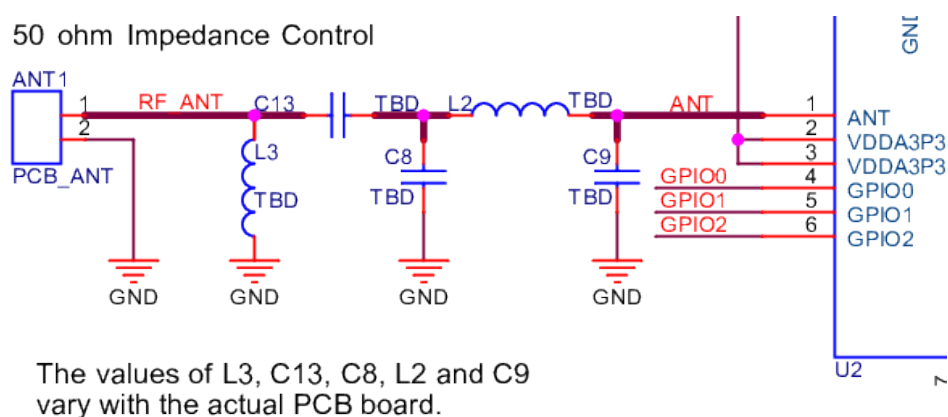 50 ohm Impedance Control
GND
ANT1
1 RF_ANT C13 TBD L2 TBD ANT 1 ANT
2 2 VDDA3P3
3 VDDA3P3
L3 C8 C9
PCB_ANT GPIO0 4 GPIO0
TBD TBD TBD GPIO1 5 GPIO1
GPIO2 6 GPIO2
GND GND GND GND
U2
The values of L3, C13, C8, L2 and C9
vary with the actual PCB board.